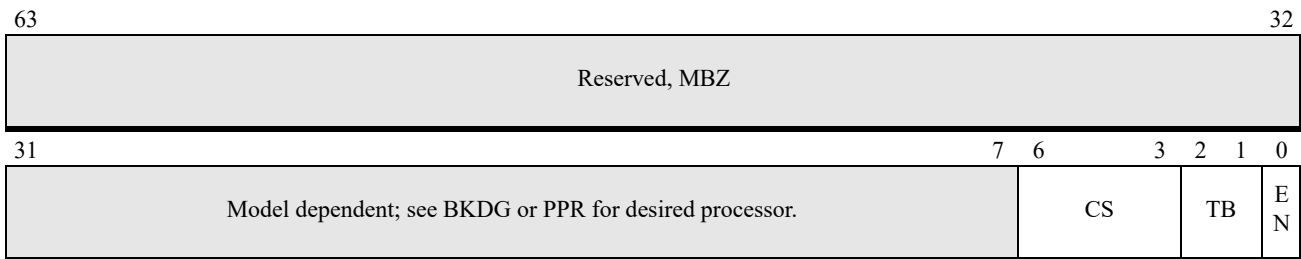 63 32
Reserved, MBZ
31 7 6 3 2 1 0
Model dependent; see BKDG or PPR for desired processor. CS TB E
N